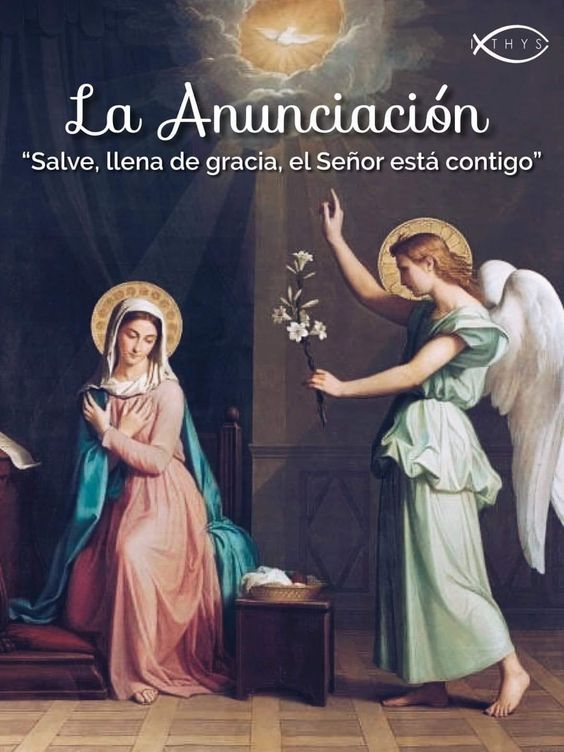 IXTHYS
La Anunciación
“Salve, llena de gracia, el Señor está contigo”